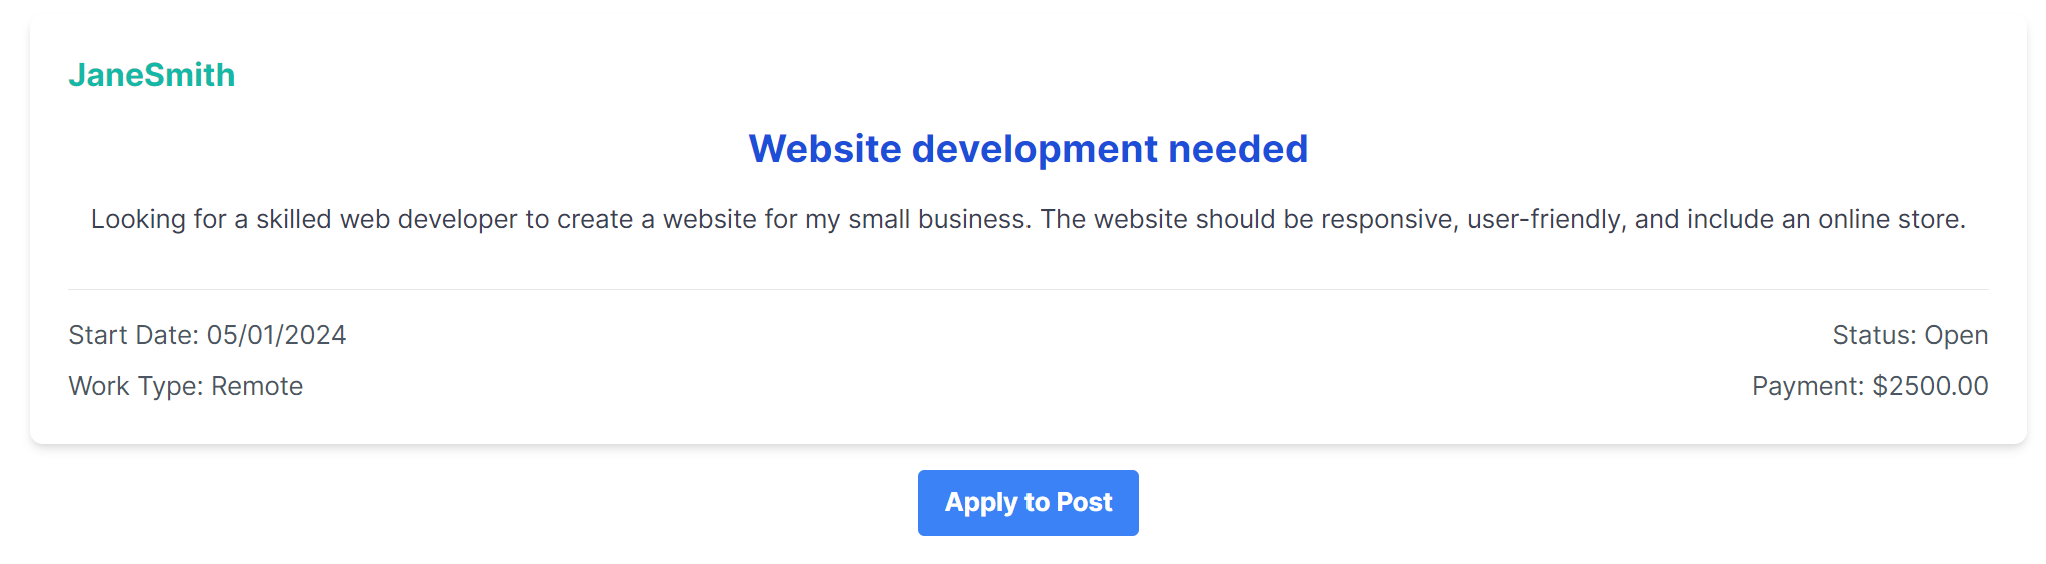 JaneSmith
Website development needed
Looking for a skilled web developer to create a website for my small business. The website should be responsive, user-friendly, and include an online store.
Start Date: 05/01/2024
Status: Open
Work Type: Remote
Payment: $2500.00
Apply to Post